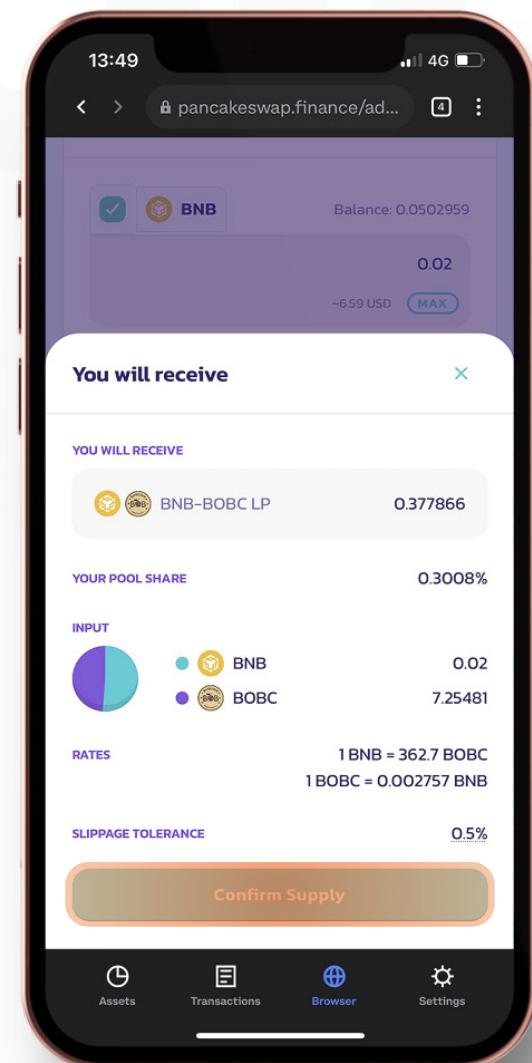 13:49
4G
pancakeswap.finance/ad...
4
BNB
Balance: 0.0502959
0.02
~6.59 USD
MAX
You will receive
YOU WILL RECEIVE
BOB
BNB-BOBC LP
0.377866
YOUR POOL SHARE
0.3008%
INPUT
BNB
0.02
BOB
BOBC
7.25481
RATES
1 BNB = 362.7 BOBC
1 BOBC = 0.002757 BNB
SLIPPAGE TOLERANCE
0.5%
Confirm Supply
Assets
Transactions
Browser
Settings